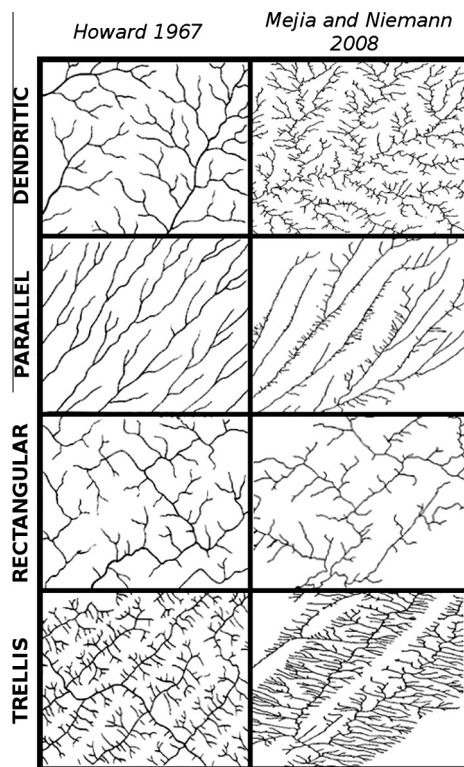 Howard 1967
Mejia and Niemann
2008
DENDRITIC
PARALLEL
RECTANGULAR
TRELLIS